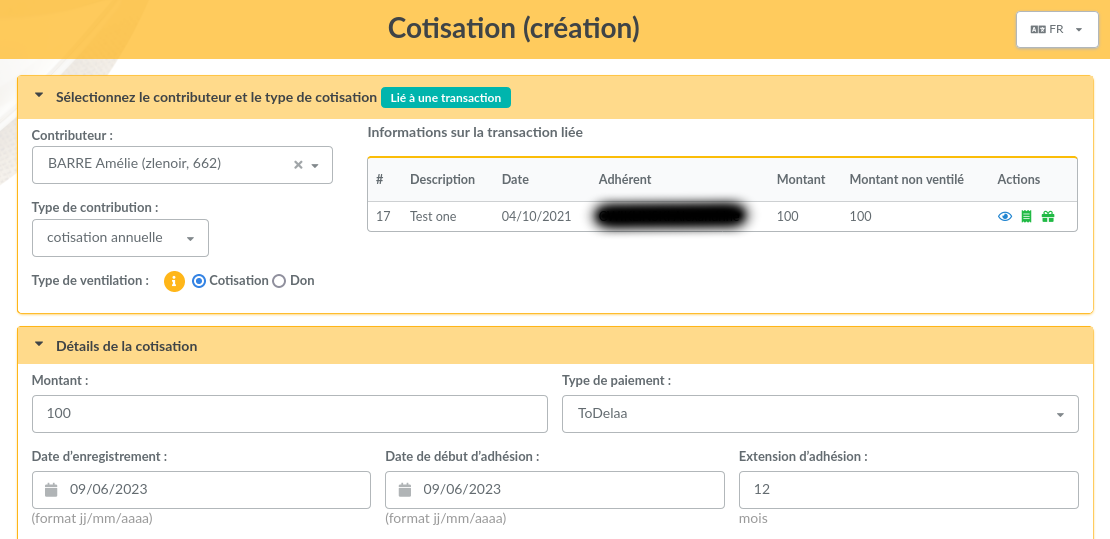 Cotisation (création)
FR
Sélectionnez le contributeur et le type de cotisation Lié à une transaction
Contributeur :
BARRE Amélie (zlenoir, 662)
Type de contribution :
cotisation annuelle
Type de ventilation : Cotisation Don
Informations sur la transaction liée
# Description Date Adhérent Montant Montant non ventilé Actions
17 Test one 04/10/2021 100 100
Détails de la cotisation
Montant :
100
Type de paiement :
ToDelaa
Date d’enregistrement :
09/06/2023
(format jj/mm/aaaa)
Date de début d’adhésion :
09/06/2023
(format jj/mm/aaaa)
Extension d’adhésion :
12
mois